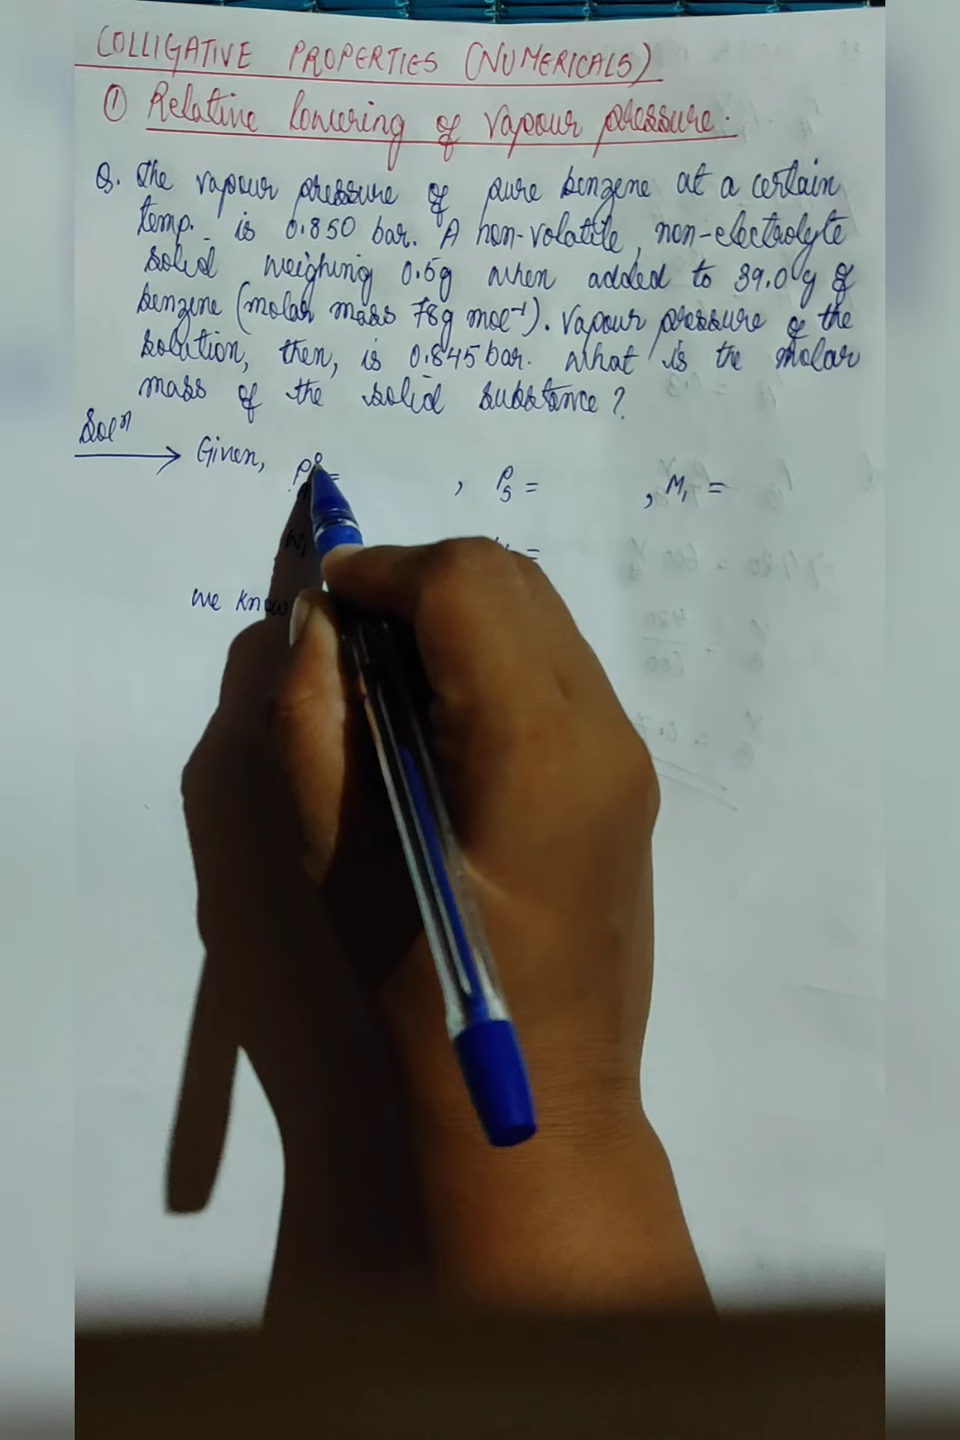 COLLIGATIVE PROPERTIES (NUMERICALS)
① Relative lowering of vapour pressure.
Q. The vapour pressure of pure benzene at a certain
temp. is 0.850 bar. A non-volatile, non-electrolyte
solid weighing 0.5g when added to 39.0g of
benzene (molar mass 78g mol⁻¹). Vapour pressure of the
solution, then, is 0.845 bar. What is the molar
mass of the solid substance?
Solⁿ
Given, P° = , Ps = , M₁ =
W₁ =
we know